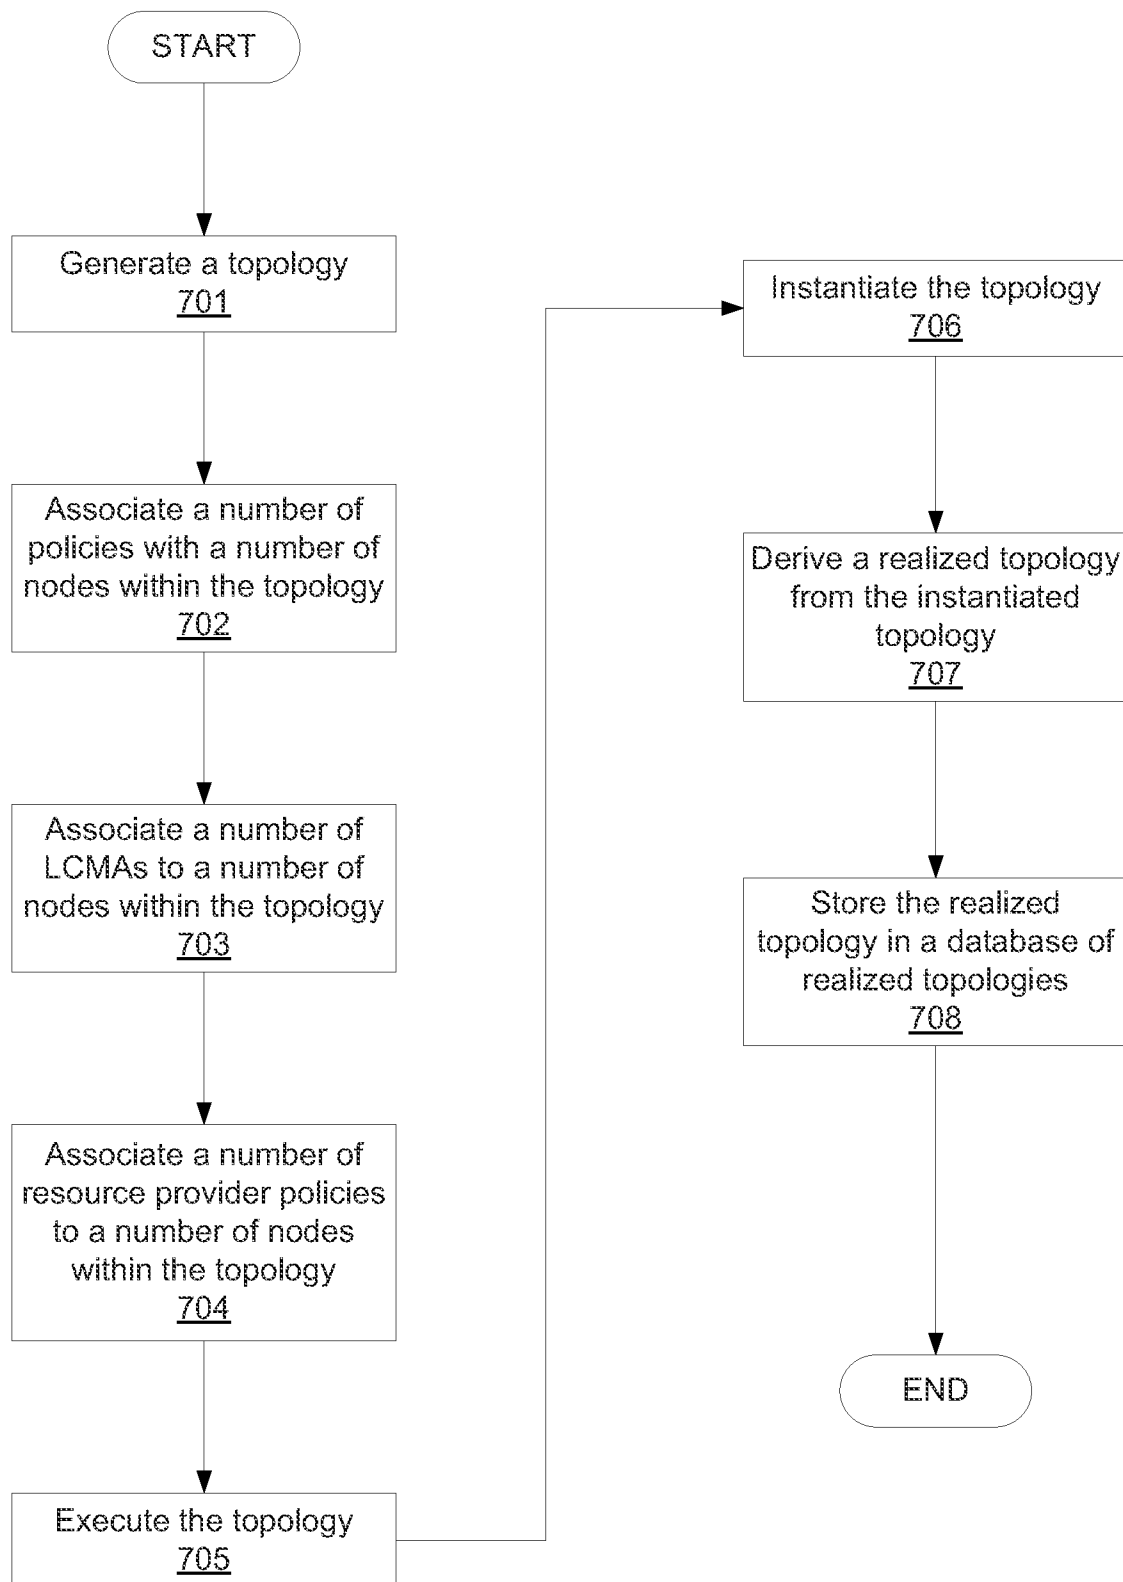 START
Generate a topology
701
Associate a number of
policies with a number of
nodes within the topology
702
Associate a number of
LCMAs to a number of
nodes within the topology
703
Associate a number of
resource provider policies
to a number of nodes
within the topology
704
Execute the topology
705
Instantiate the topology
706
Derive a realized topology
from the instantiated
topology
707
Store the realized
topology in a database of
realized topologies
708
END